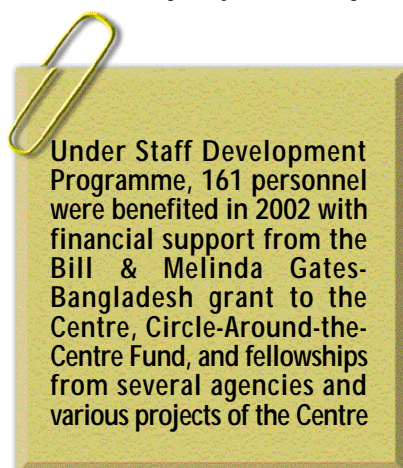 Under Staff Development
Programme, 161 personnel
were benefited in 2002 with
financial support from the
Bill & Melinda Gates-
Bangladesh grant to the
Centre, Circle-Around-the-
Centre Fund, and fellowships
from several agencies and
various projects of the Centre